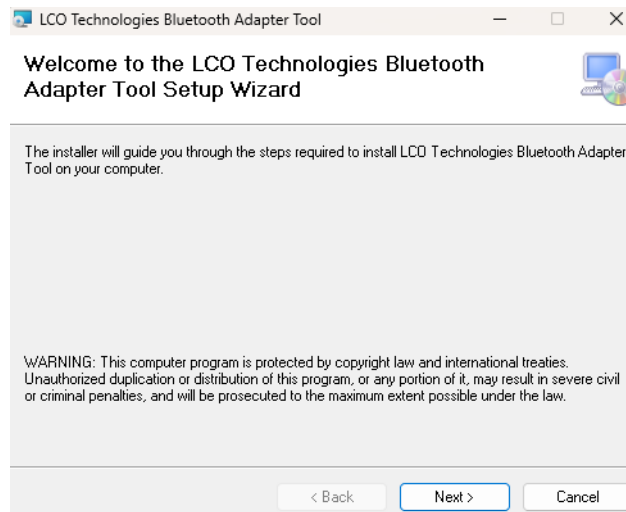 LCO Technologies Bluetooth Adapter Tool
Welcome to the LCO Technologies Bluetooth
Adapter Tool Setup Wizard
The installer will guide you through the steps required to install LCO Technologies Bluetooth Adapter
Tool on your computer.
WARNING: This computer program is protected by copyright law and international treaties.
Unauthorized duplication or distribution of this program, or any portion of it, may result in severe civil
or criminal penalties, and will be prosecuted to the maximum extent possible under the law.
< Back Next > Cancel